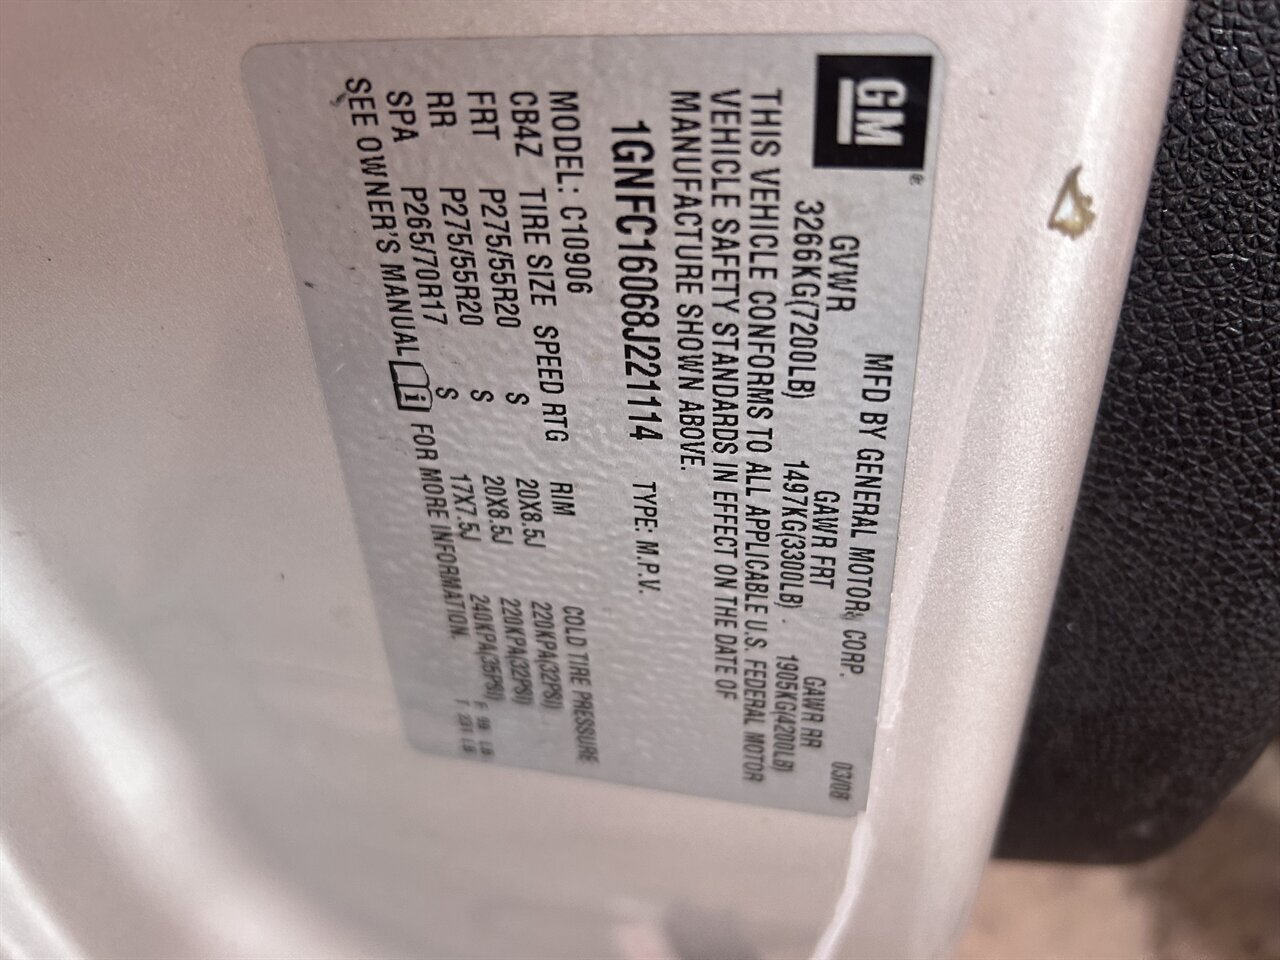 GM
MFD BY GENERAL MOTORS CORP.
03/08
GVWR GAWR FRT GAWR RR
3266KG(7200LB) 1497KG(3300LB) 1905KG(4200LB)
THIS VEHICLE CONFORMS TO ALL APPLICABLE U.S. FEDERAL MOTOR
VEHICLE SAFETY STANDARDS IN EFFECT ON THE DATE OF
MANUFACTURE SHOWN ABOVE.
1GNFC16068J221114 TYPE: M.P.V.
MODEL: C10906
CB4Z TIRE SIZE SPEED RTG RIM COLD TIRE PRESSURE
FRT P275/55R20 S 20X8.5J 220KPA(32PSI)
RR P275/55R20 S 20X8.5J 220KPA(32PSI)
SPA P265/70R17 S 17X7.5J 240KPA(35PSI)
SEE OWNER'S MANUAL FOR MORE INFORMATION.